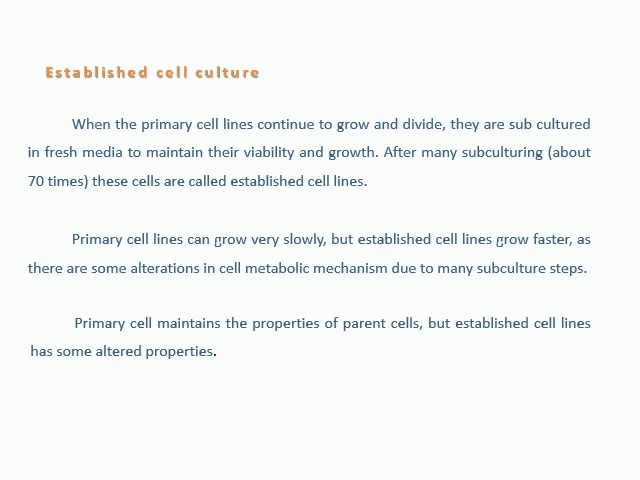 Established cell culture
When the primary cell lines continue to grow and divide, they are sub cultured
in fresh media to maintain their viability and growth. After many subculturing (about
70 times) these cells are called established cell lines.
Primary cell lines can grow very slowly, but established cell lines grow faster, as
there are some alterations in cell metabolic mechanism due to many subculture steps.
Primary cell maintains the properties of parent cells, but established cell lines
has some altered properties.